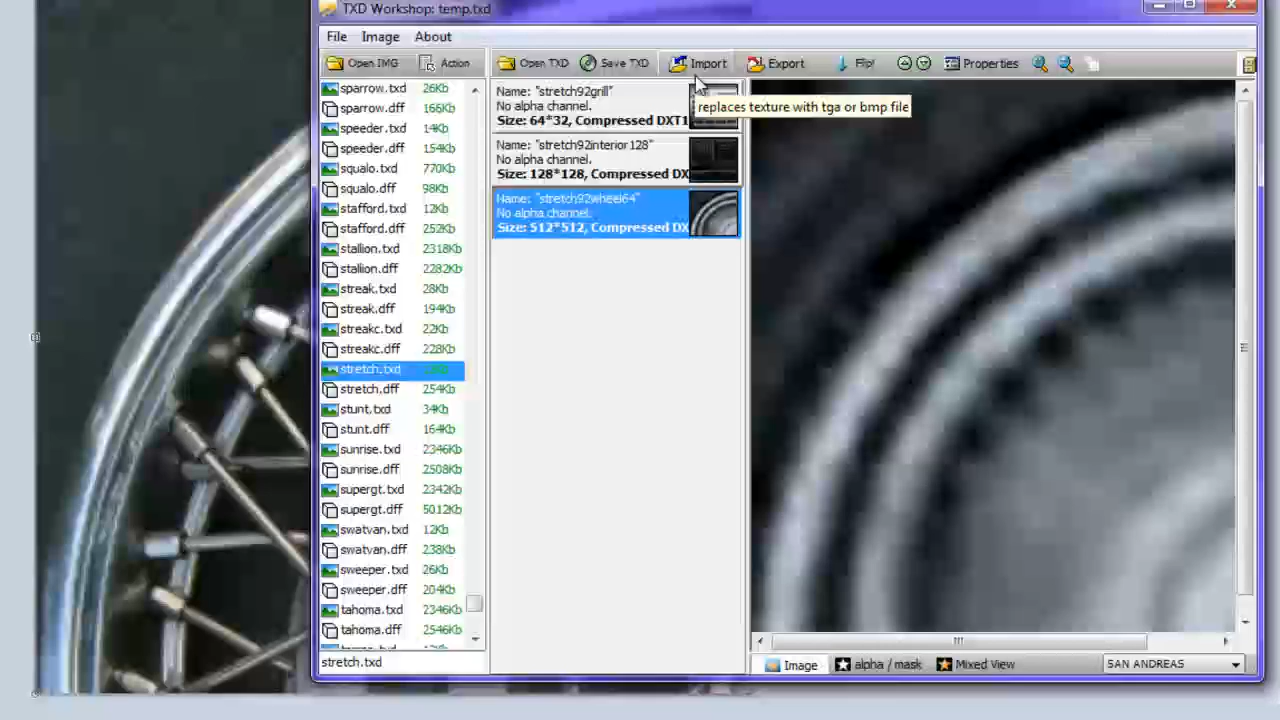 TXD Workshop: temp.txd
File Image About
Open IMG Action Open TXD Save TXD Import Export Flip! Properties
sparrow.txd 26Kb
sparrow.dff 166Kb
speeder.txd 14Kb
speeder.dff 154Kb
squalo.txd 770Kb
squalo.dff 98Kb
stafford.txd 12Kb
stafford.dff 252Kb
stallion.txd 2318Kb
stallion.dff 2282Kb
streak.txd 28Kb
streak.dff 194Kb
streakc.txd 22Kb
streakc.dff 228Kb
stretch.txd
stretch.dff 254Kb
stunt.txd 34Kb
stunt.dff 164Kb
sunrise.txd 2346Kb
sunrise.dff 2508Kb
supergt.txd 2342Kb
supergt.dff 5012Kb
swatvan.txd 12Kb
swatvan.dff 238Kb
sweeper.txd 26Kb
sweeper.dff 204Kb
tahoma.txd 2346Kb
tahoma.dff 2546Kb
stretch.txd
Name: "stretch92grill"
No alpha channel.
Size: 64*32, Compressed DXT1
Name: "stretch92interior128"
No alpha channel.
Size: 128*128, Compressed DX
Name: "stretch92wheel64"
No alpha channel.
Size: 512*512, Compressed DX
replaces texture with tga or bmp file
Image alpha / mask Mixed View SAN ANDREAS